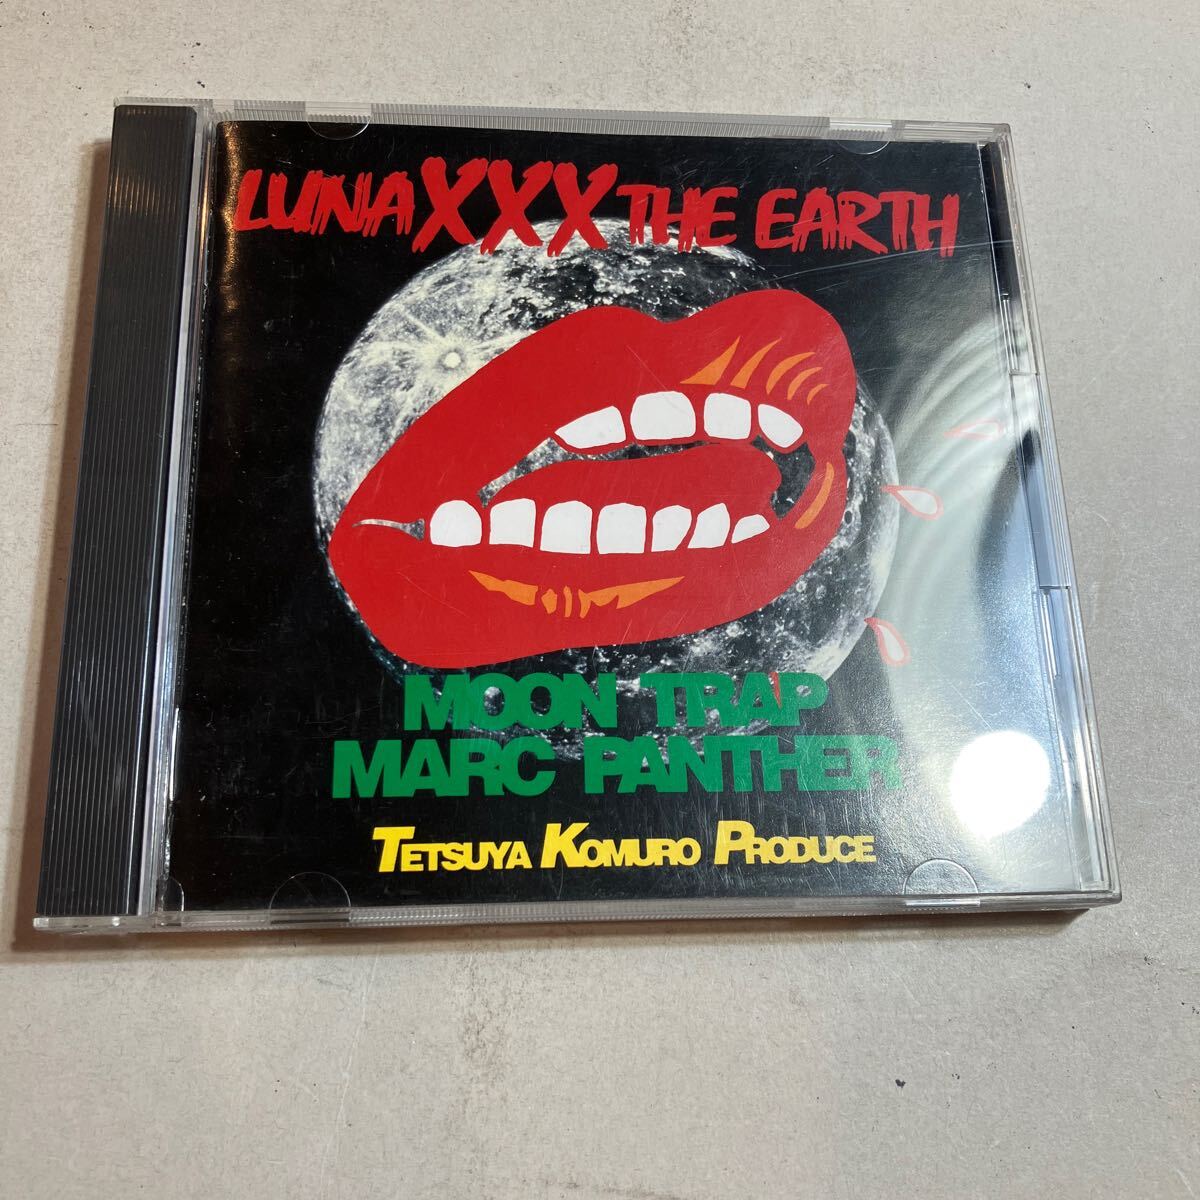 LUNA XXX THE EARTH
MOON TRAP
MARC PANTHER
TETSUYA KOMURO PRODUCE